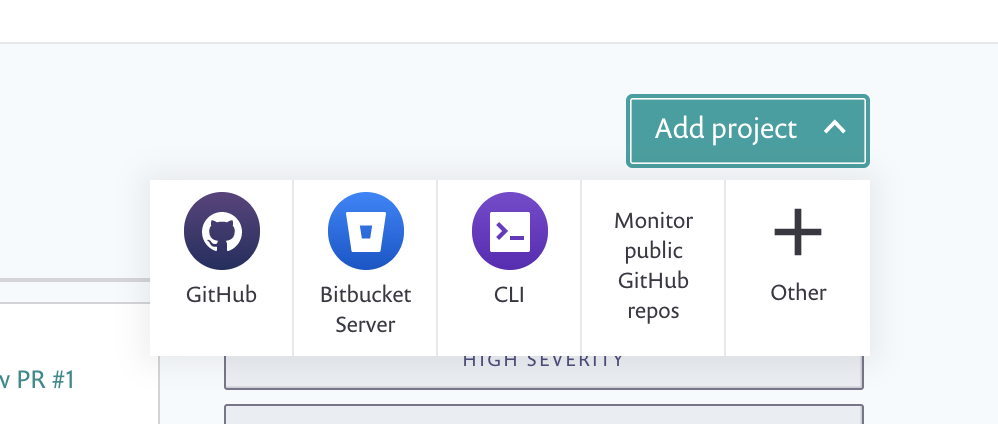 Add project
GitHub
Bitbucket
Server
CLI
Monitor
public
GitHub
repos
Other
HIGH SEVERITY
PR #1